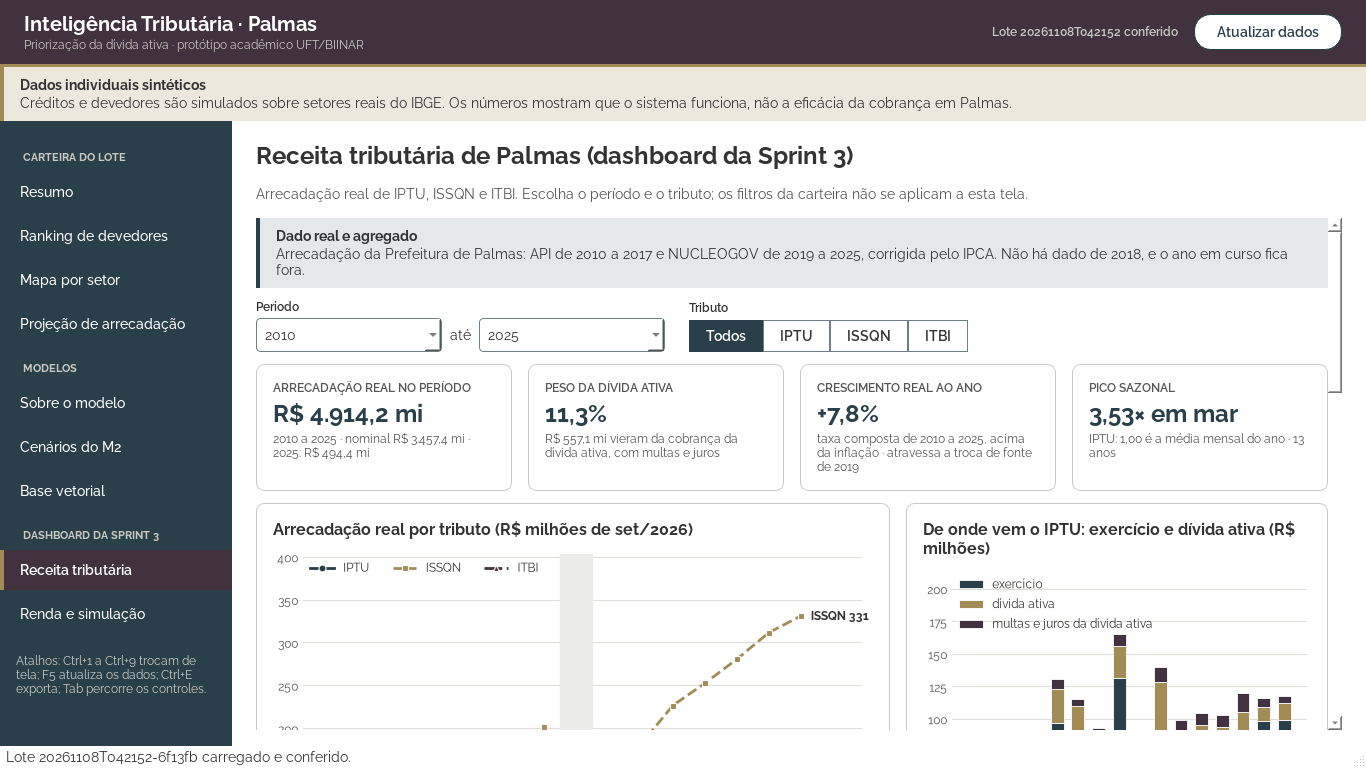 Inteligência Tributária · Palmas
Priorização da dívida ativa · protótipo acadêmico UFT/BIINAR
Lote 20261108T042152 conferido
Atualizar dados
Dados individuais sintéticos
Créditos e devedores são simulados sobre setores reais do IBGE. Os números mostram que o sistema funciona, não a eficácia da cobrança em Palmas.
CARTEIRA DO LOTE
Resumo
Ranking de devedores
Mapa por setor
Projeção de arrecadação
MODELOS
Sobre o modelo
Cenários do M2
Base vetorial
DASHBOARD DA SPRINT 3
Receita tributária
Renda e simulação
Atalhos: Ctrl+1 a Ctrl+9 trocam de
tela; F5 atualiza os dados; Ctrl+E
exporta; Tab percorre os controles.
Receita tributária de Palmas (dashboard da Sprint 3)
Arrecadação real de IPTU, ISSQN e ITBI. Escolha o período e o tributo; os filtros da carteira não se aplicam a esta tela.
Dado real e agregado
Arrecadação da Prefeitura de Palmas: API de 2010 a 2017 e NUCLEOGOV de 2019 a 2025, corrigida pelo IPCA. Não há dado de 2018, e o ano em curso fica
fora.
Período
2010
até
2025
Tributo
Todos
IPTU
ISSQN
ITBI
ARRECADAÇÃO REAL NO PERÍODO
R$ 4.914,2 mi
2010 a 2025 · nominal R$ 3.457,4 mi ·
2025: R$ 494,4 mi
PESO DA DÍVIDA ATIVA
11,3%
R$ 557,1 mi vieram da cobrança da
dívida ativa, com multas e juros
CRESCIMENTO REAL AO ANO
+7,8%
taxa composta de 2010 a 2025, acima
da inflação · atravessa a troca de fonte
de 2019
PICO SAZONAL
3,53× em mar
IPTU: 1,00 é a média mensal do ano · 13
anos
Arrecadação real por tributo (R$ milhões de set/2026)
400
IPTU
ISSQN
ITBI
350
ISSQN 331
300
250
200
De onde vem o IPTU: exercício e dívida ativa (R$
milhões)
exercício
200
dívida ativa
175
multas e juros da dívida ativa
150
125
100
Lote 20261108T042152-6f13fb carregado e conferido.